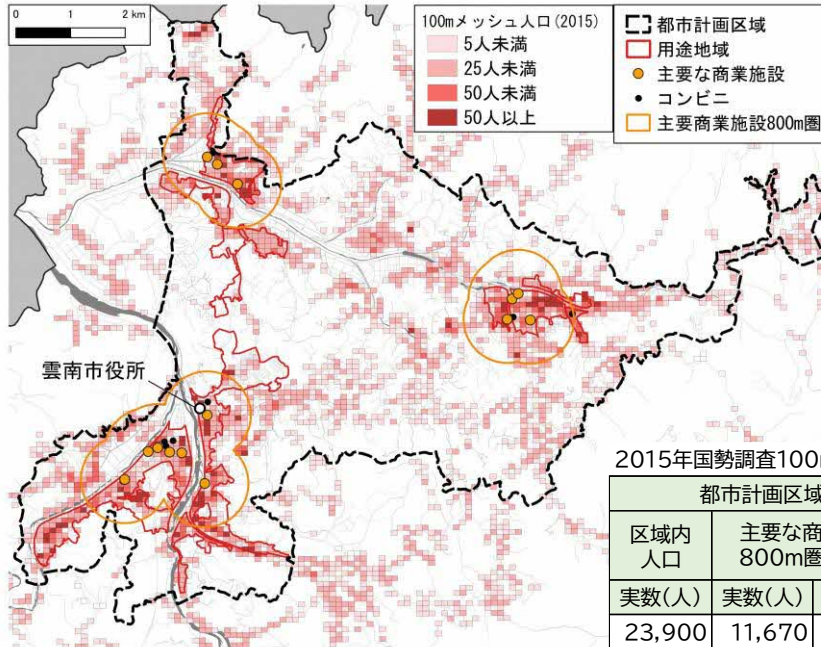 0 1 2 km
100mメッシュ人口(2015)
5人未満
25人未満
50人未満
50人以上
都市計画区域
用途地域
主要な商業施設
コンビニ
主要商業施設800m圏
雲南市役所
2015年国勢調査100
都市計画区域
区域内
人口
主要な商
800m圏
実数(人) 実数(人)
23,900 11,670